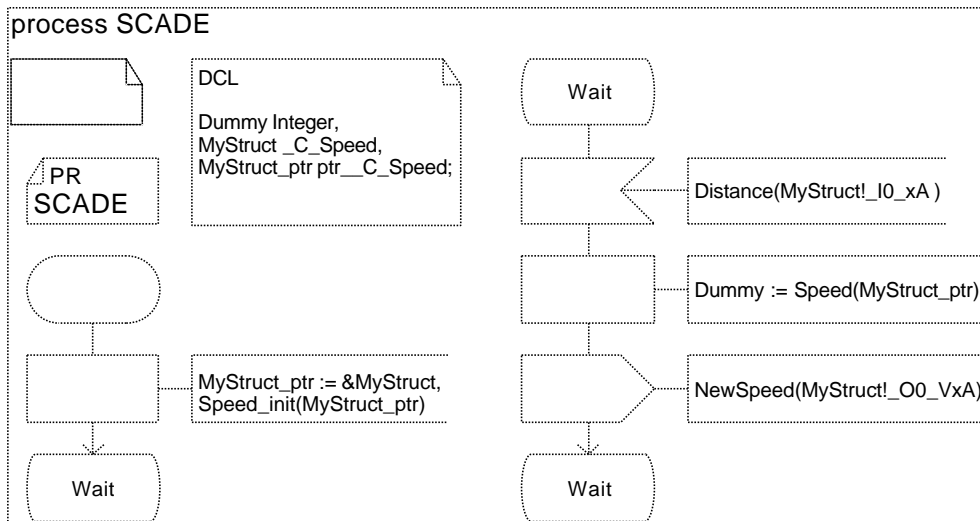 process SCADE
DCL
Dummy Integer,
MyStruct _C_Speed,
MyStruct_ptr ptr__C_Speed;
PR
SCADE
MyStruct_ptr := &MyStruct,
Speed_init(MyStruct_ptr)
Wait
Wait
Distance(MyStruct!_I0_xA )
Dummy := Speed(MyStruct_ptr)
NewSpeed(MyStruct!_O0_VxA)
Wait